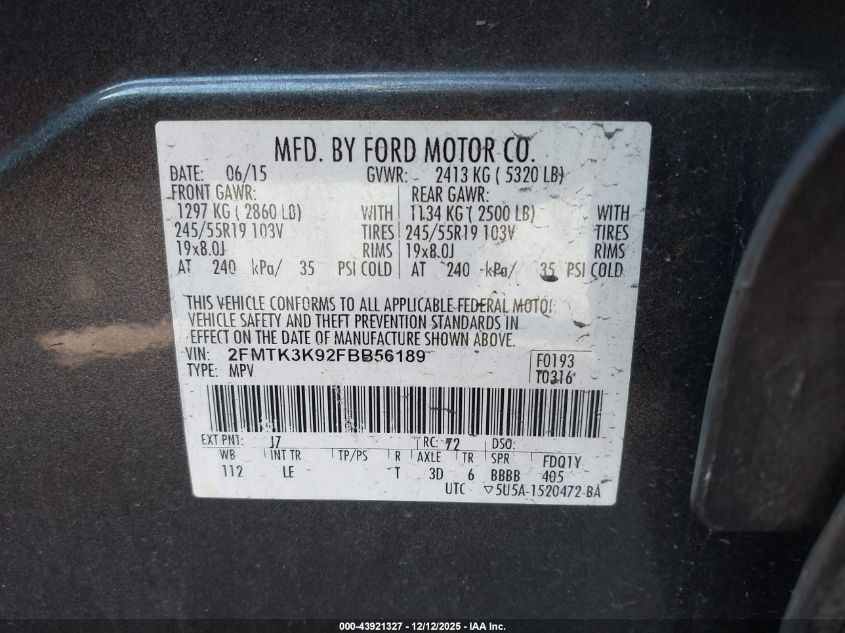 MFD. BY FORD MOTOR CO.
DATE: 06/15 GVWR: 2413 KG ( 5320 LB)
FRONT GAWR: REAR GAWR:
1297 KG ( 2860 LB) WITH 1134 KG ( 2500 LB) WITH
245/55R19 103V TIRES 245/55R19 103V TIRES
19x8.0J RIMS 19x8.0J RIMS
AT 240 kPa/ 35 PSI COLD AT 240 kPa/ 35 PSI COLD
THIS VEHICLE CONFORMS TO ALL APPLICABLE FEDERAL MOTOR
VEHICLE SAFETY AND THEFT PREVENTION STANDARDS IN
EFFECT ON THE DATE OF MANUFACTURE SHOWN ABOVE.
VIN: 2FMTK3K92FBB56189 F0193
TYPE: MPV T0316
EXT PNT: J7 RC: 72 DSO:
WB INT TR TP/PS R AXLE TR SPR FDQ1Y
112 LE T 3D 6 BBBB 405
UTC ▽5U5A-1520472-BA
000-43921327 - 12/12/2025 - IAA Inc.